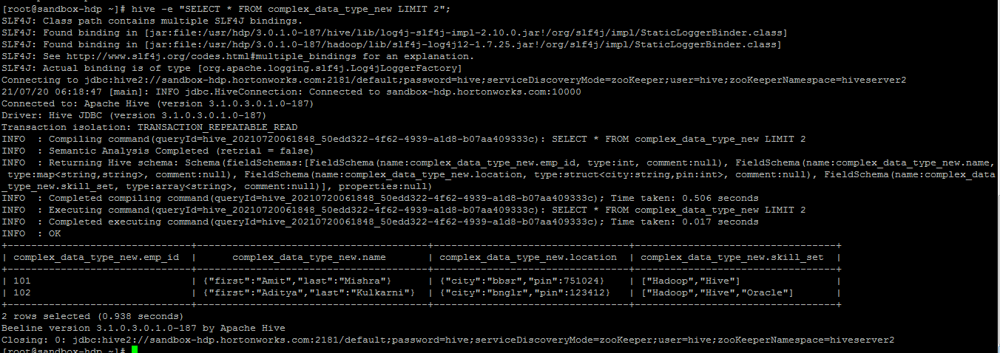 [root@sandbox-hdp ~]# hive -e "SELECT * FROM complex_data_type_new LIMIT 2";
SLF4J: Class path contains multiple SLF4J bindings.
SLF4J: Found binding in [jar:file:/usr/hdp/3.0.1.0-187/hive/lib/log4j-slf4j-impl-2.10.0.jar!/org/slf4j/impl/StaticLoggerBinder.class]
SLF4J: Found binding in [jar:file:/usr/hdp/3.0.1.0-187/hadoop/lib/slf4j-log4j12-1.7.25.jar!/org/slf4j/impl/StaticLoggerBinder.class]
SLF4J: See http://www.slf4j.org/codes.html#multiple_bindings for an explanation.
SLF4J: Actual binding is of type [org.apache.logging.slf4j.Log4jLoggerFactory]
Connecting to jdbc:hive2://sandbox-hdp.hortonworks.com:2181/default;password=hive;serviceDiscoveryMode=zooKeeper;user=hive;zooKeeperNamespace=hiveserver2
21/07/20 06:18:47 [main]: INFO jdbc.HiveConnection: Connected to sandbox-hdp.hortonworks.com:10000
Connected to: Apache Hive (version 3.1.0.3.0.1.0-187)
Driver: Hive JDBC (version 3.1.0.3.0.1.0-187)
Transaction isolation: TRANSACTION_REPEATABLE_READ
INFO  : Compiling command(queryId=hive_20210720061848_50edd322-4f62-4939-a1d8-b07aa409333c): SELECT * FROM complex_data_type_new LIMIT 2
INFO  : Semantic Analysis Completed (retrial = false)
INFO  : Returning Hive schema: Schema(fieldSchemas:[FieldSchema(name:complex_data_type_new.emp_id, type:int, comment:null), FieldSchema(name:complex_data_type_new.name,
 type:map<string,string>, comment:null), FieldSchema(name:complex_data_type_new.location, type:struct<city:string,pin:int>, comment:null), FieldSchema(name:complex_data
_type_new.skill_set, type:array<string>, comment:null)], properties:null)
INFO  : Completed compiling command(queryId=hive_20210720061848_50edd322-4f62-4939-a1d8-b07aa409333c); Time taken: 0.506 seconds
INFO  : Executing command(queryId=hive_20210720061848_50edd322-4f62-4939-a1d8-b07aa409333c): SELECT * FROM complex_data_type_new LIMIT 2
INFO  : Completed executing command(queryId=hive_20210720061848_50edd322-4f62-4939-a1d8-b07aa409333c); Time taken: 0.017 seconds
INFO  : OK
+-------------------------------+---------------------------------------+---------------------------------+----------------------------------+
| complex_data_type_new.emp_id  |      complex_data_type_new.name       | complex_data_type_new.location  | complex_data_type_new.skill_set  |
+-------------------------------+---------------------------------------+---------------------------------+----------------------------------+
| 101                           | {"first":"Amit","last":"Mishra"}      | {"city":"bbsr","pin":751024}    | ["Hadoop","Hive"]                |
| 102                           | {"first":"Aditya","last":"Kulkarni"}  | {"city":"bnglr","pin":123412}   | ["Hadoop","Hive","Oracle"]       |
+-------------------------------+---------------------------------------+---------------------------------+----------------------------------+
2 rows selected (0.938 seconds)
Beeline version 3.1.0.3.0.1.0-187 by Apache Hive
Closing: 0: jdbc:hive2://sandbox-hdp.hortonworks.com:2181/default;password=hive;serviceDiscoveryMode=zooKeeper;user=hive;zooKeeperNamespace=hiveserver2
[root@sandbox-hdp ~]#